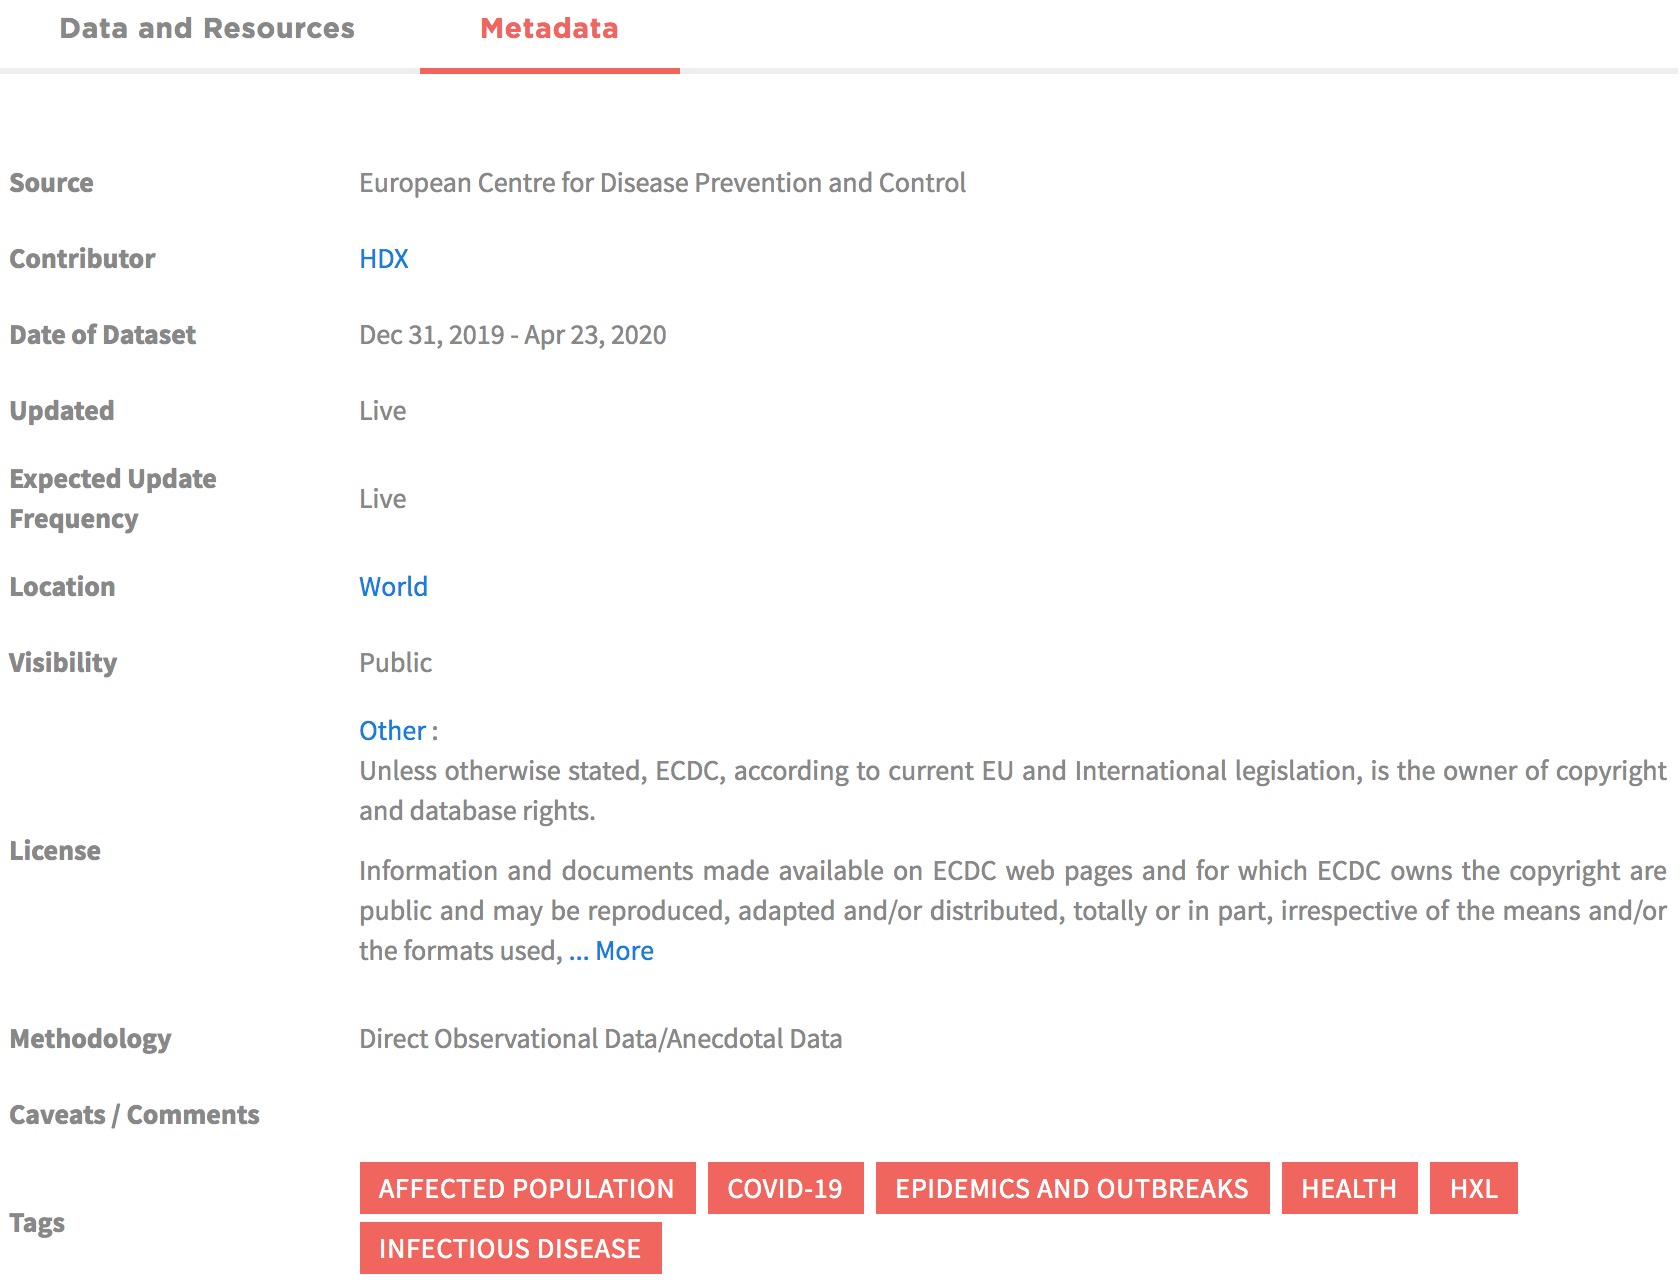 Data and Resources
Metadata
Source
European Centre for Disease Prevention and Control
Contributor
HDX
Date of Dataset
Dec 31, 2019 - Apr 23, 2020
Updated
Live
Expected Update
Frequency
Live
Location
World
Visibility
Public
License
Other :
Unless otherwise stated, ECDC, according to current EU and International legislation, is the owner of copyright
and database rights.
Information and documents made available on ECDC web pages and for which ECDC owns the copyright are
public and may be reproduced, adapted and/or distributed, totally or in part, irrespective of the means and/or
the formats used, ... More
Methodology
Direct Observational Data/Anecdotal Data
Caveats / Comments
Tags
AFFECTED POPULATION COVID-19 EPIDEMICS AND OUTBREAKS HEALTH HXL
INFECTIOUS DISEASE